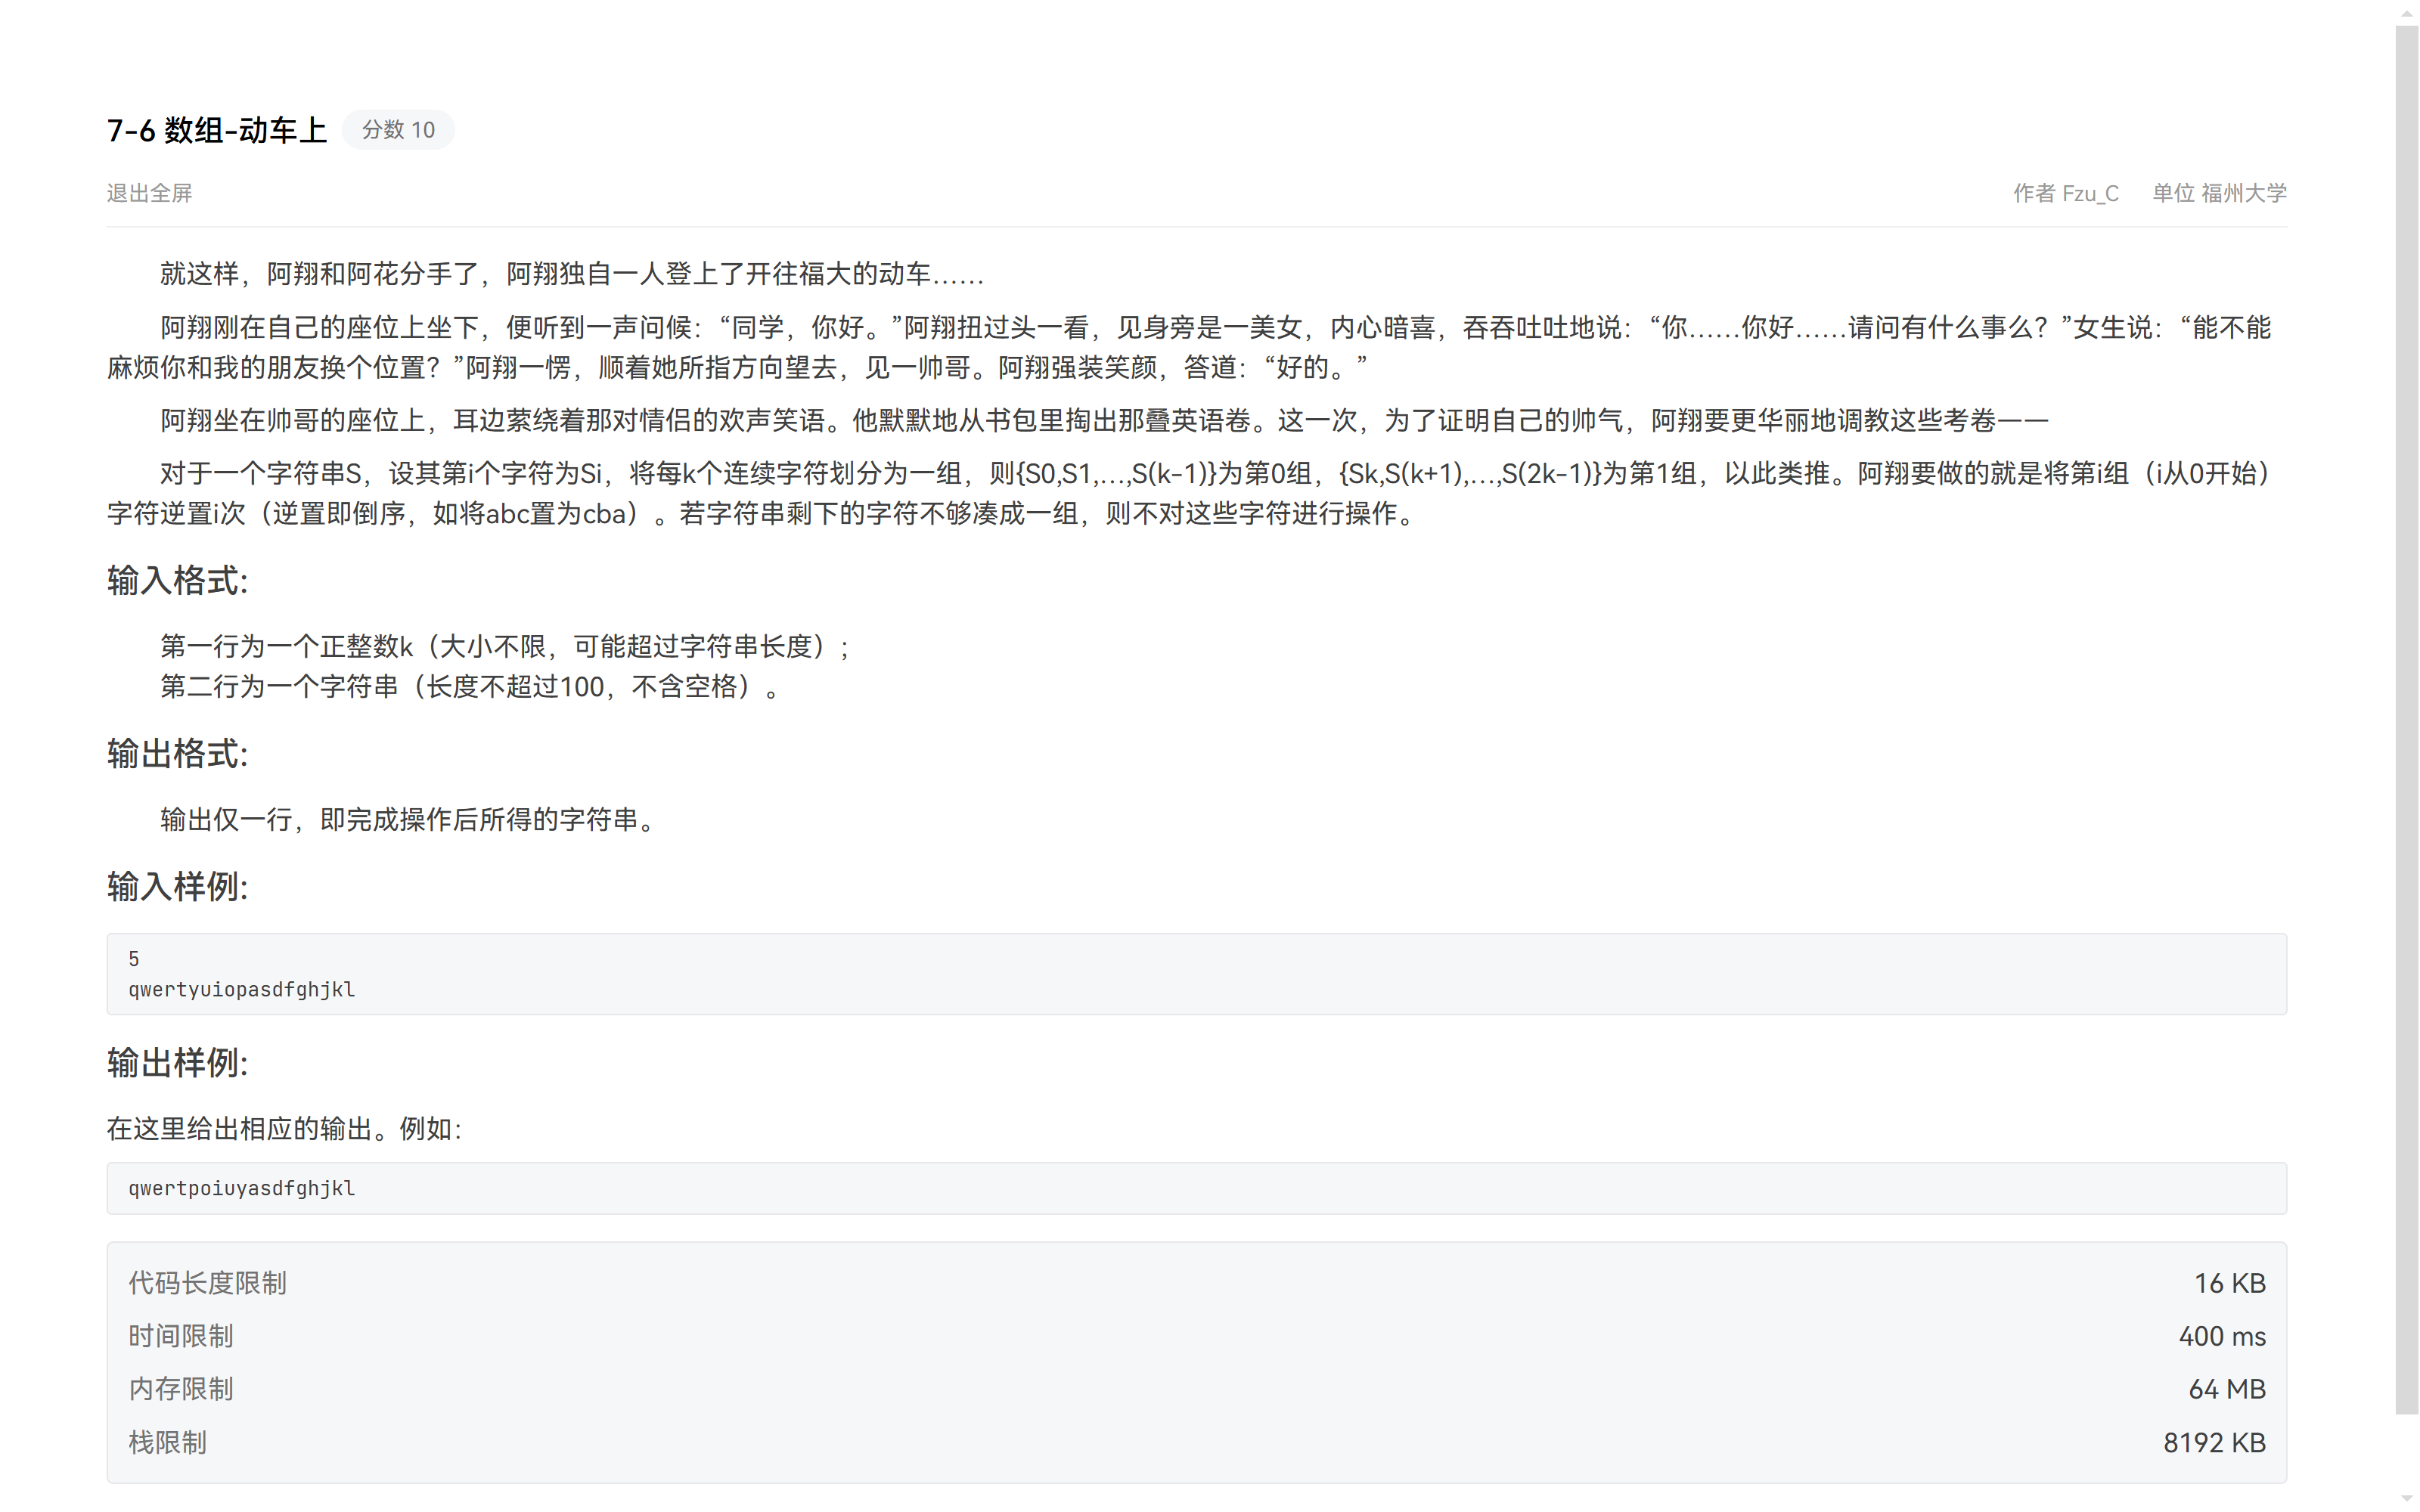 7-6 数组-动车上 分数 10
退出全屏 作者 Fzu_C 单位 福州大学
就这样，阿翔和阿花分手了，阿翔独自一人登上了开往福大的动车……
阿翔刚在自己的座位上坐下，便听到一声问候：“同学，你好。”阿翔扭过头一看，见身旁是一美女，内心暗喜，吞吞吐吐地说：“你……你好……请问有什么事么？”女生说：“能不能
麻烦你和我的朋友换个位置？”阿翔一愣，顺着她所指方向望去，见一帅哥。阿翔强装笑颜，答道：“好的。”
阿翔坐在帅哥的座位上，耳边萦绕着那对情侣的欢声笑语。他默默地从书包里掏出那叠英语卷。这一次，为了证明自己的帅气，阿翔要更华丽地调教这些考卷——
对于一个字符串S，设其第i个字符为Si，将每k个连续字符划分为一组，则{S0,S1,…,S(k-1)}为第0组，{Sk,S(k+1),…,S(2k-1)}为第1组，以此类推。阿翔要做的就是将第i组（i从0开始）
字符逆置i次（逆置即倒序，如将abc置为cba）。若字符串剩下的字符不够凑成一组，则不对这些字符进行操作。
输入格式:
第一行为一个正整数k（大小不限，可能超过字符串长度）；
第二行为一个字符串（长度不超过100，不含空格）。
输出格式:
输出仅一行，即完成操作后所得的字符串。
输入样例:
5
qwertyuiopasdfghjkl
输出样例:
在这里给出相应的输出。例如：
qwertpoiuyasdfghjkl
代码长度限制 16 KB
时间限制 400 ms
内存限制 64 MB
栈限制 8192 KB